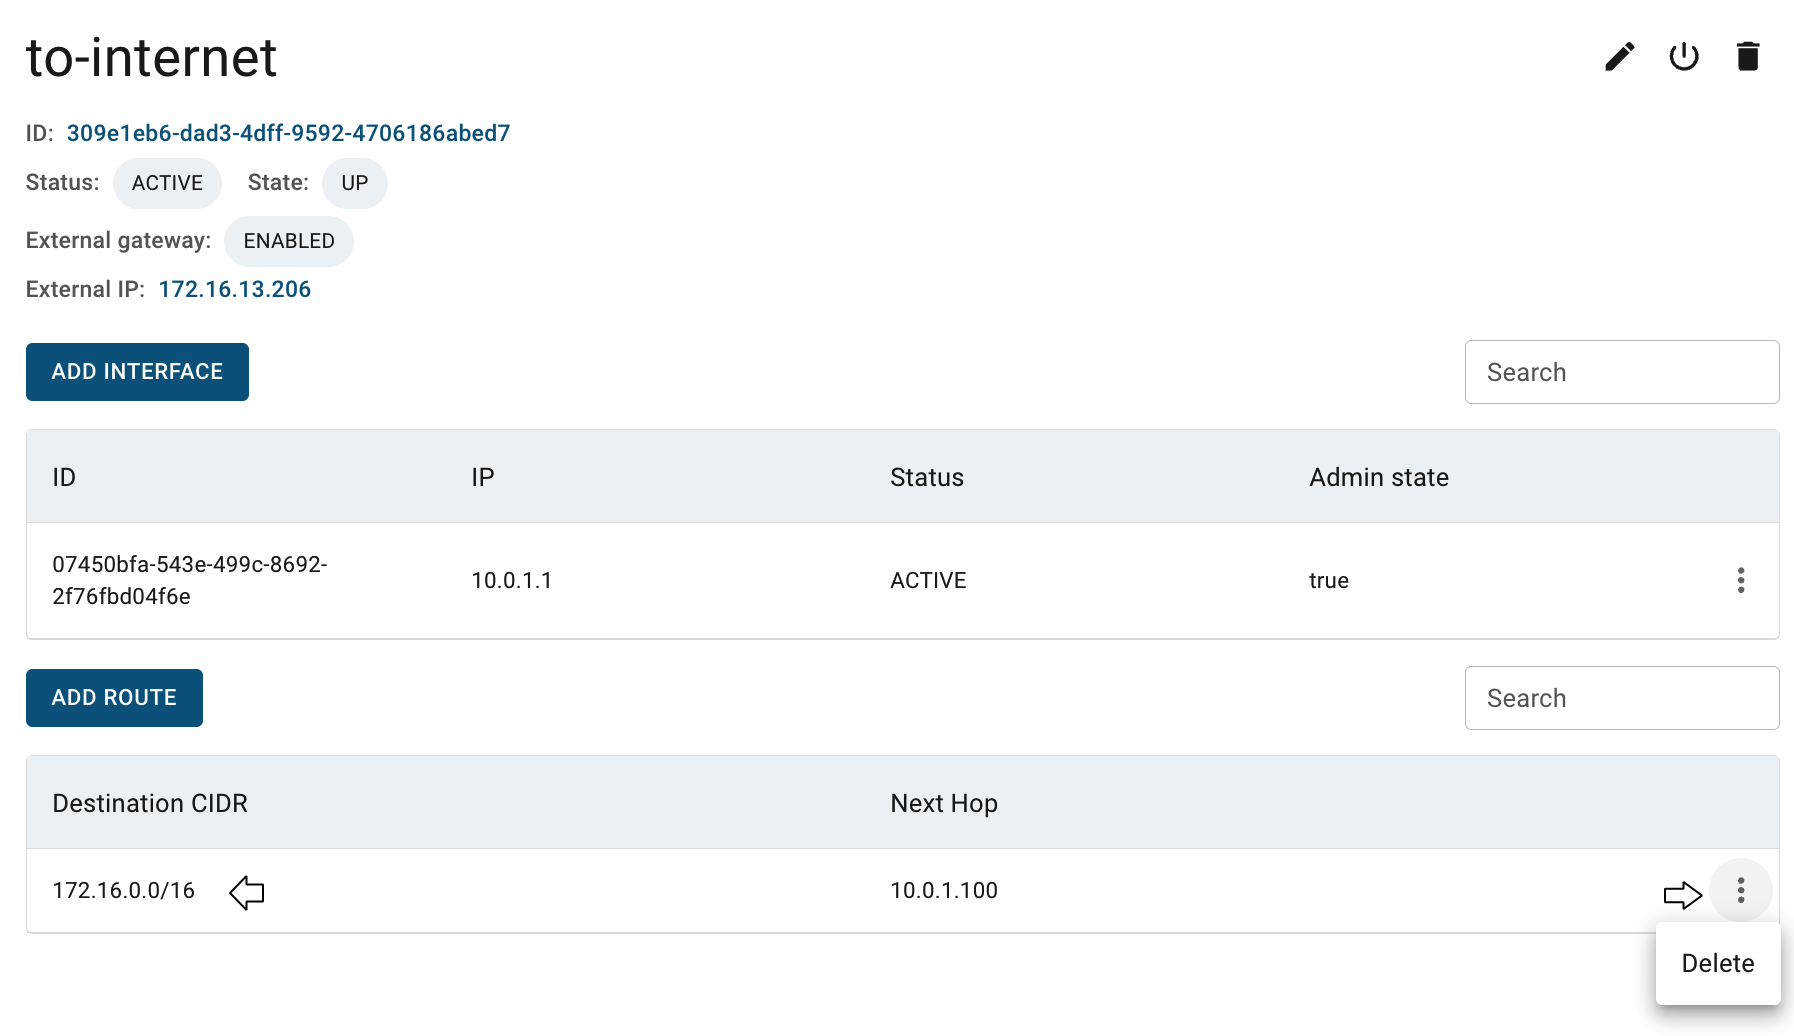 to-internet
ID: 309e1eb6-dad3-4dff-9592-4706186abed7
Status: ACTIVE State: UP
External gateway: ENABLED
External IP: 172.16.13.206
ADD INTERFACE Search
ID IP Status Admin state
07450bfa-543e-499c-8692-
2f76fbd04f6e 10.0.1.1 ACTIVE true
ADD ROUTE Search
Destination CIDR Next Hop
172.16.0.0/16 10.0.1.100
Delete